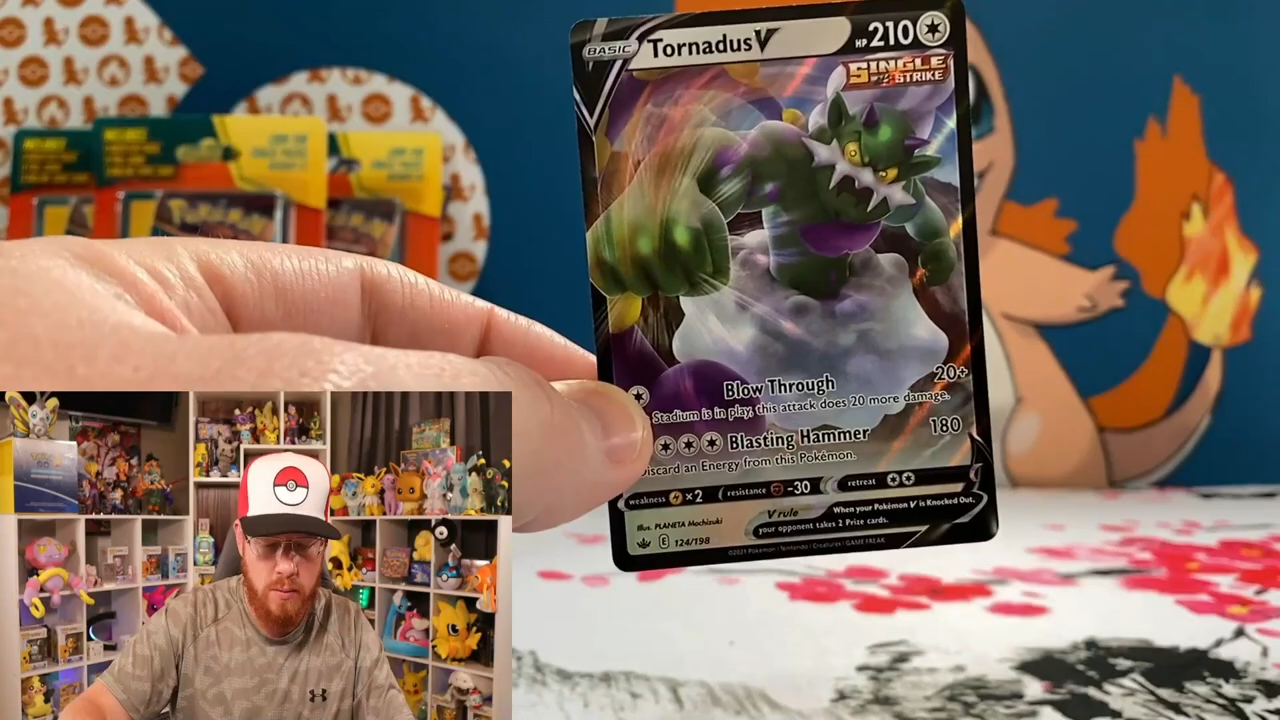 BASIC Tornadus V HP 210
SINGLE STRIKE
Blow Through 20+
Stadium is in play, this attack does 20 more damage.
Blasting Hammer 180
iscard an Energy from this Pokémon.
weakness ×2 resistance -30 retreat
V rule When your Pokémon V is Knocked Out,
your opponent takes 2 Prize cards.
Illus. PLANETA Mochizuki
E 124/198
©2021 Pokémon / Nintendo / Creatures / GAME FREAK
Pokémon